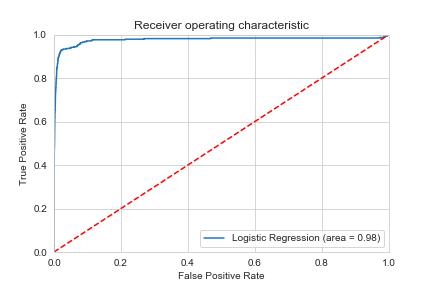 Receiver operating characteristic
1.0
0.8
0.6
0.4
0.2
0.0
True Positive Rate
Logistic Regression (area = 0.98)
0.0 0.2 0.4 0.6 0.8 1.0
False Positive Rate